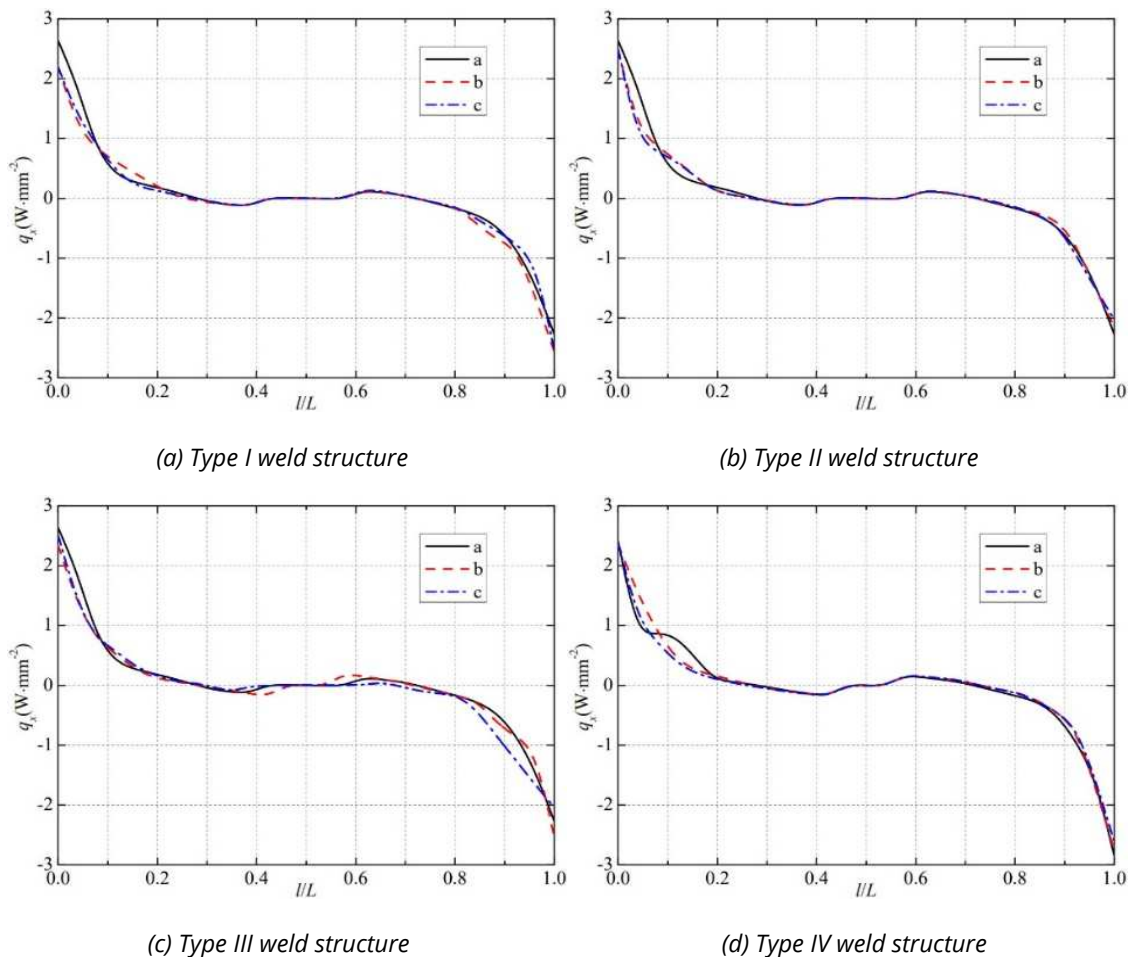 3
2
1
0
-1
-2
-3
0.0 0.2 0.4 0.6 0.8 1.0
qx(W·mm-2)
l/L
a
b
c
(a) Type I weld structure
3
2
1
0
-1
-2
-3
0.0 0.2 0.4 0.6 0.8 1.0
qx(W·mm-2)
l/L
a
b
c
(b) Type II weld structure
3
2
1
0
-1
-2
-3
0.0 0.2 0.4 0.6 0.8 1.0
qx(W·mm-2)
l/L
a
b
c
(c) Type III weld structure
3
2
1
0
-1
-2
-3
0.0 0.2 0.4 0.6 0.8 1.0
qx(W·mm-2)
l/L
a
b
c
(d) Type IV weld structure